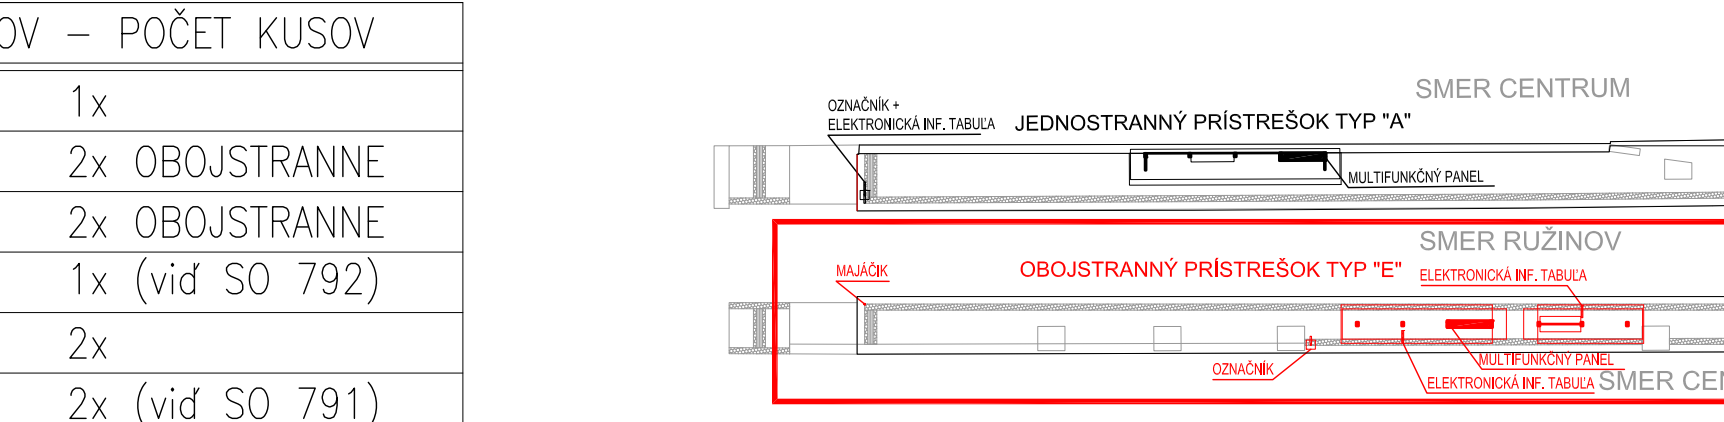 OV – POČET KUSOV
1x
2x OBOJSTRANNE
2x OBOJSTRANNE
1x (viď SO 792)
2x
2x (viď SO 791)
SMER CENTRUM
OZNAČNÍK +
ELEKTRONICKÁ INF. TABUĽA
JEDNOSTRANNÝ PRÍSTREŠOK TYP "A"
MULTIFUNKČNÝ PANEL
SMER RUŽINOV
MAJÁČIK
OBOJSTRANNÝ PRÍSTREŠOK TYP "E"
ELEKTRONICKÁ INF. TABUĽA
OZNAČNÍK
MULTIFUNKČNÝ PANEL
ELEKTRONICKÁ INF. TABUĽA
SMER CEN